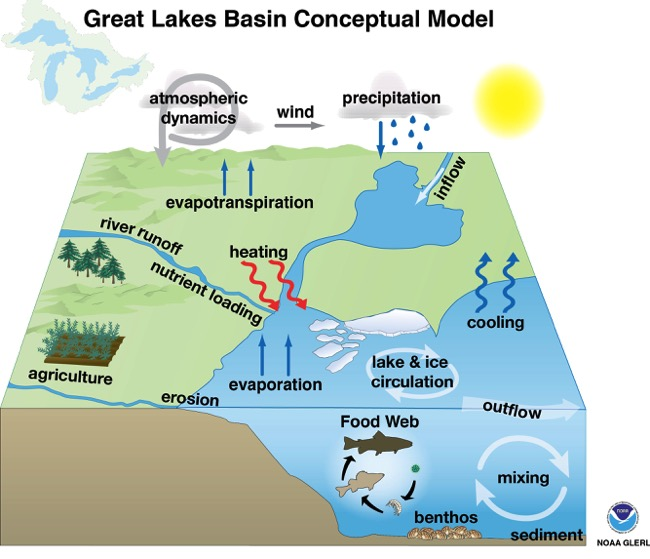 Great Lakes Basin Conceptual Model
atmospheric
dynamics
wind
precipitation
inflow
evapotranspiration
river runoff
heating
nutrient loading
cooling
lake & ice
circulation
agriculture
evaporation
erosion
outflow
Food Web
mixing
benthos
sediment
noaa
NOAA GLERL